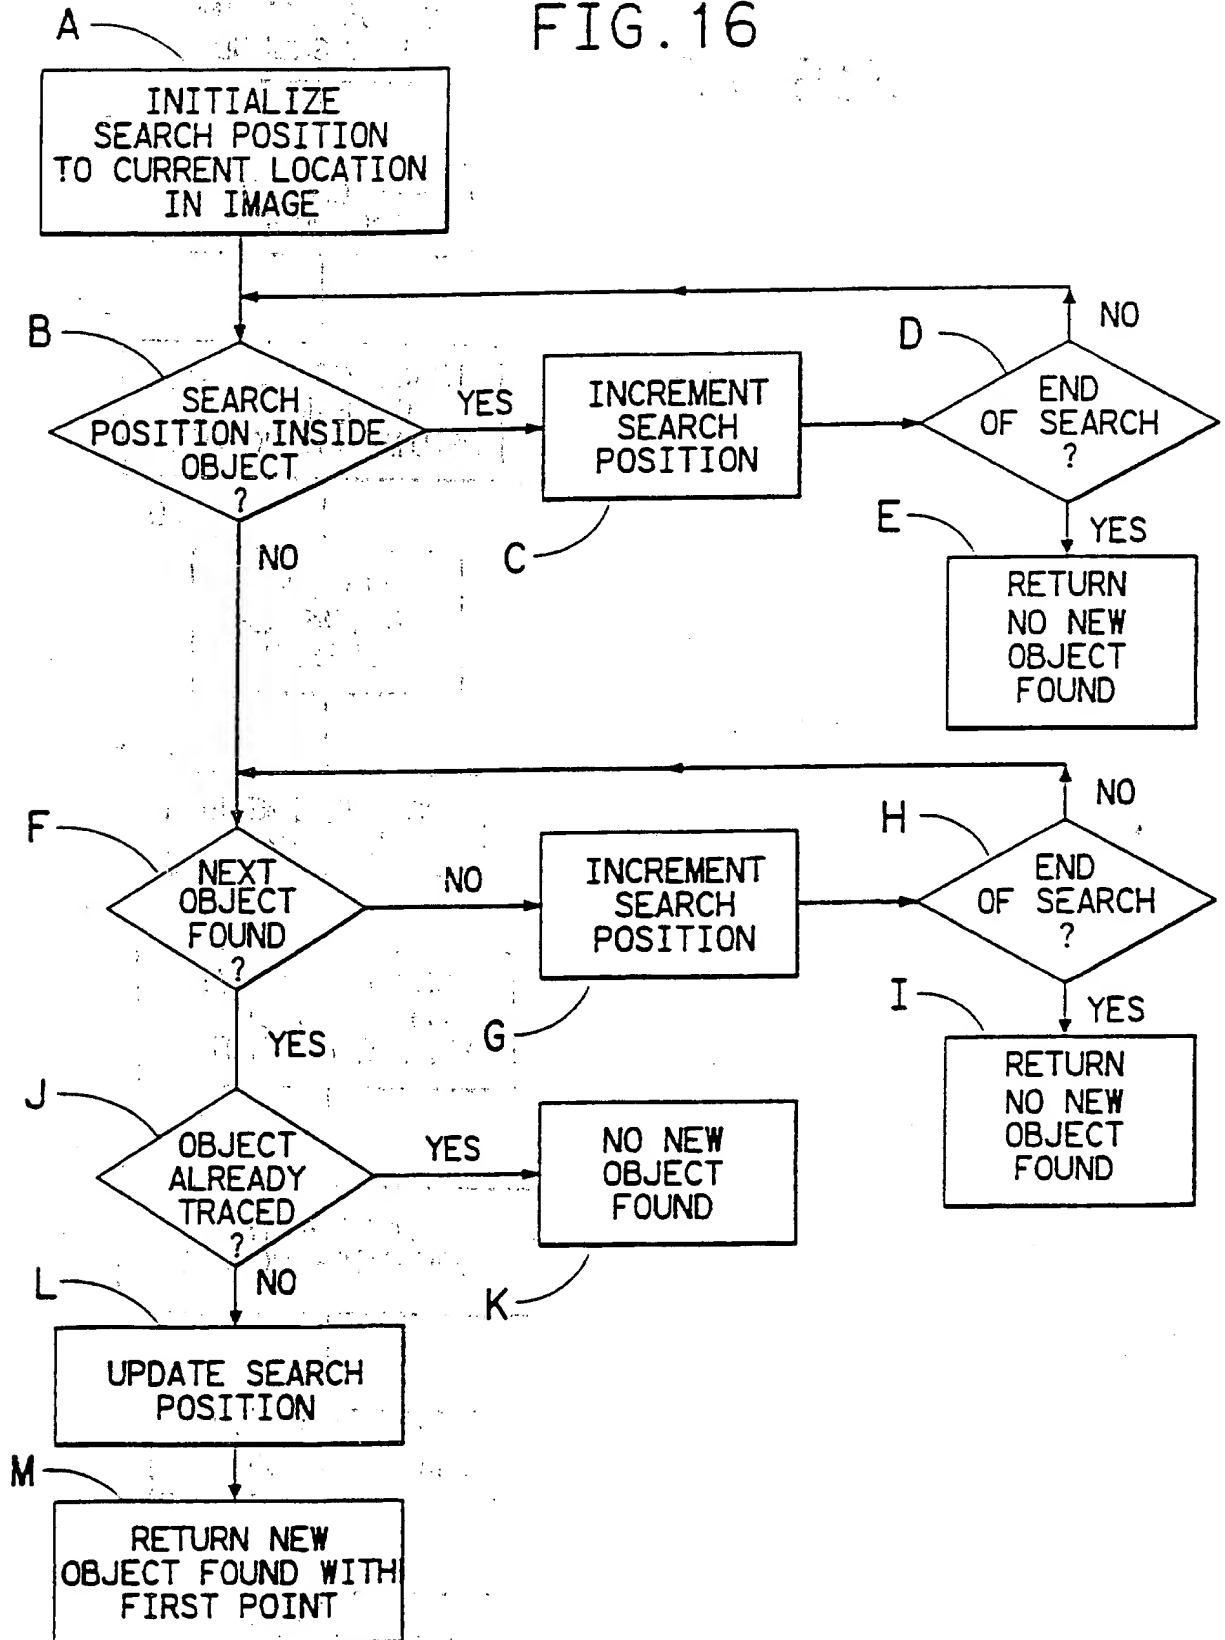 FIG.16
A
INITIALIZE
SEARCH POSITION
TO CURRENT LOCATION
IN IMAGE
B
SEARCH
POSITION INSIDE
OBJECT
?
YES
NO
INCREMENT
SEARCH
POSITION
C
D
END
OF SEARCH
?
NO
YES
E
RETURN
NO NEW
OBJECT
FOUND
F
NEXT
OBJECT
FOUND
?
NO
YES
INCREMENT
SEARCH
POSITION
G
H
END
OF SEARCH
?
NO
YES
I
RETURN
NO NEW
OBJECT
FOUND
J
OBJECT
ALREADY
TRACED
?
YES
NO
NO NEW
OBJECT
FOUND
K
L
UPDATE SEARCH
POSITION
M
RETURN NEW
OBJECT FOUND WITH
FIRST POINT